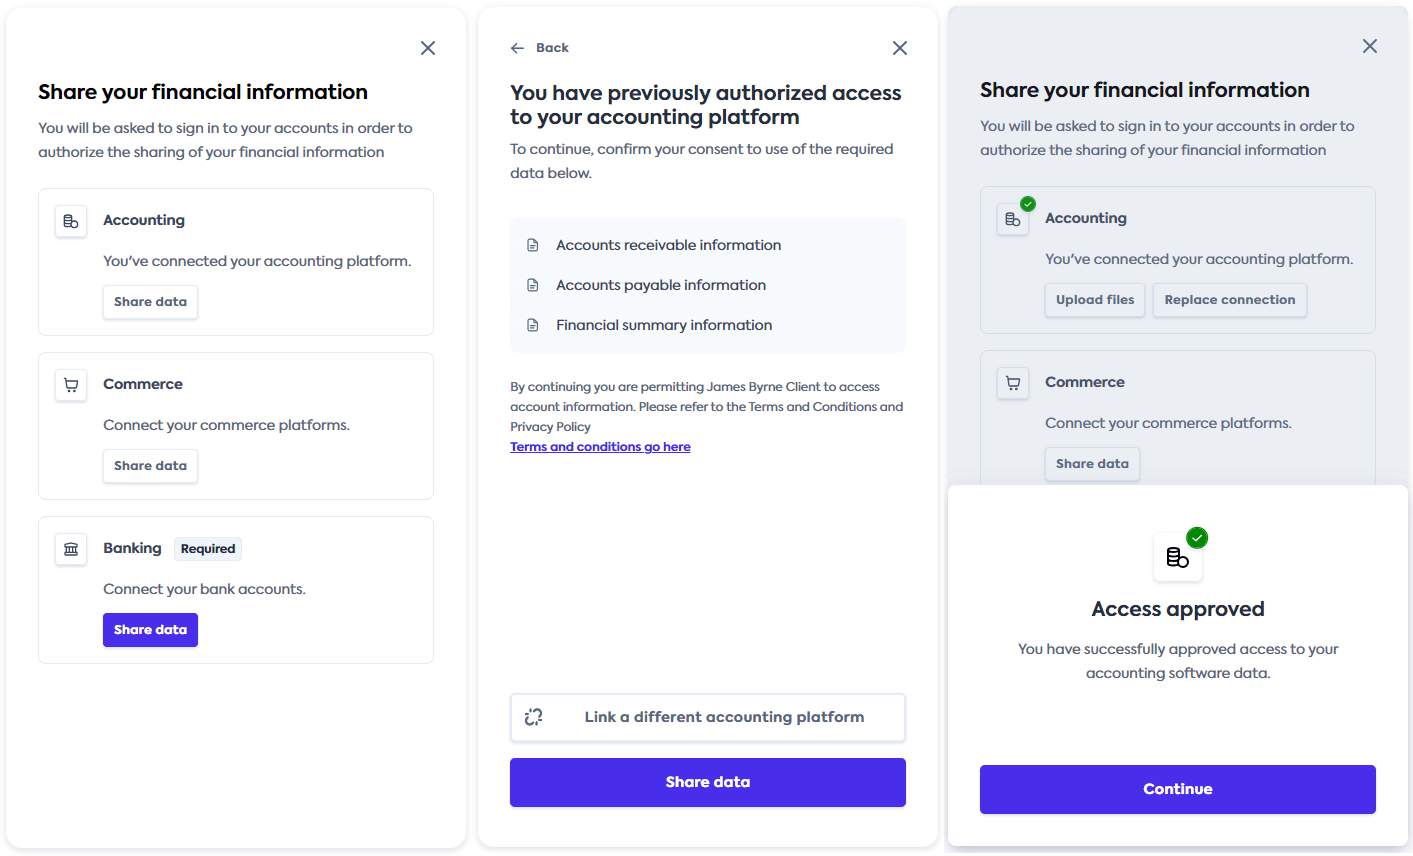 Share your financial information
You will be asked to sign in to your accounts in order to
authorize the sharing of your financial information
Accounting
You've connected your accounting platform.
Share data
Commerce
Connect your commerce platforms.
Share data
Banking Required
Connect your bank accounts.
Share data
Back
You have previously authorized access
to your accounting platform
To continue, confirm your consent to use of the required
data below.
Accounts receivable information
Accounts payable information
Financial summary information
By continuing you are permitting James Byrne Client to access
account information. Please refer to the Terms and Conditions and
Privacy Policy
Terms and conditions go here
Link a different accounting platform
Share data
Share your financial information
You will be asked to sign in to your accounts in order to
authorize the sharing of your financial information
Accounting
You've connected your accounting platform.
Upload files Replace connection
Commerce
Connect your commerce platforms.
Share data
Access approved
You have successfully approved access to your
accounting software data.
Continue